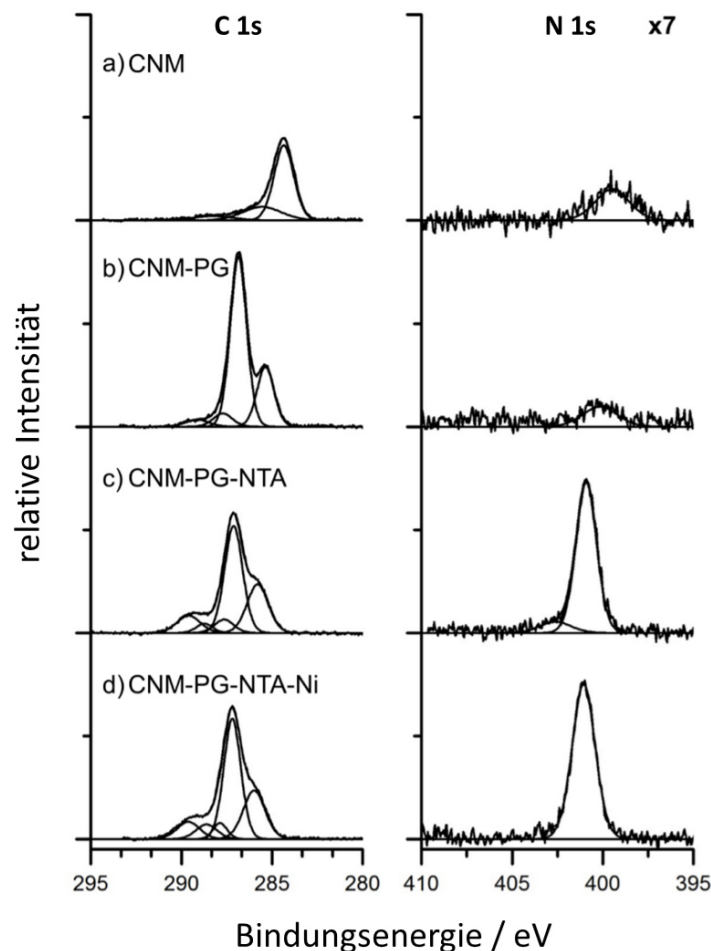 C 1s
N 1s x7
a) CNM
b) CNM-PG
c) CNM-PG-NTA
d) CNM-PG-NTA-Ni
relative Intensität
295 290 285 280
410 405 400 395
Bindungsenergie / eV